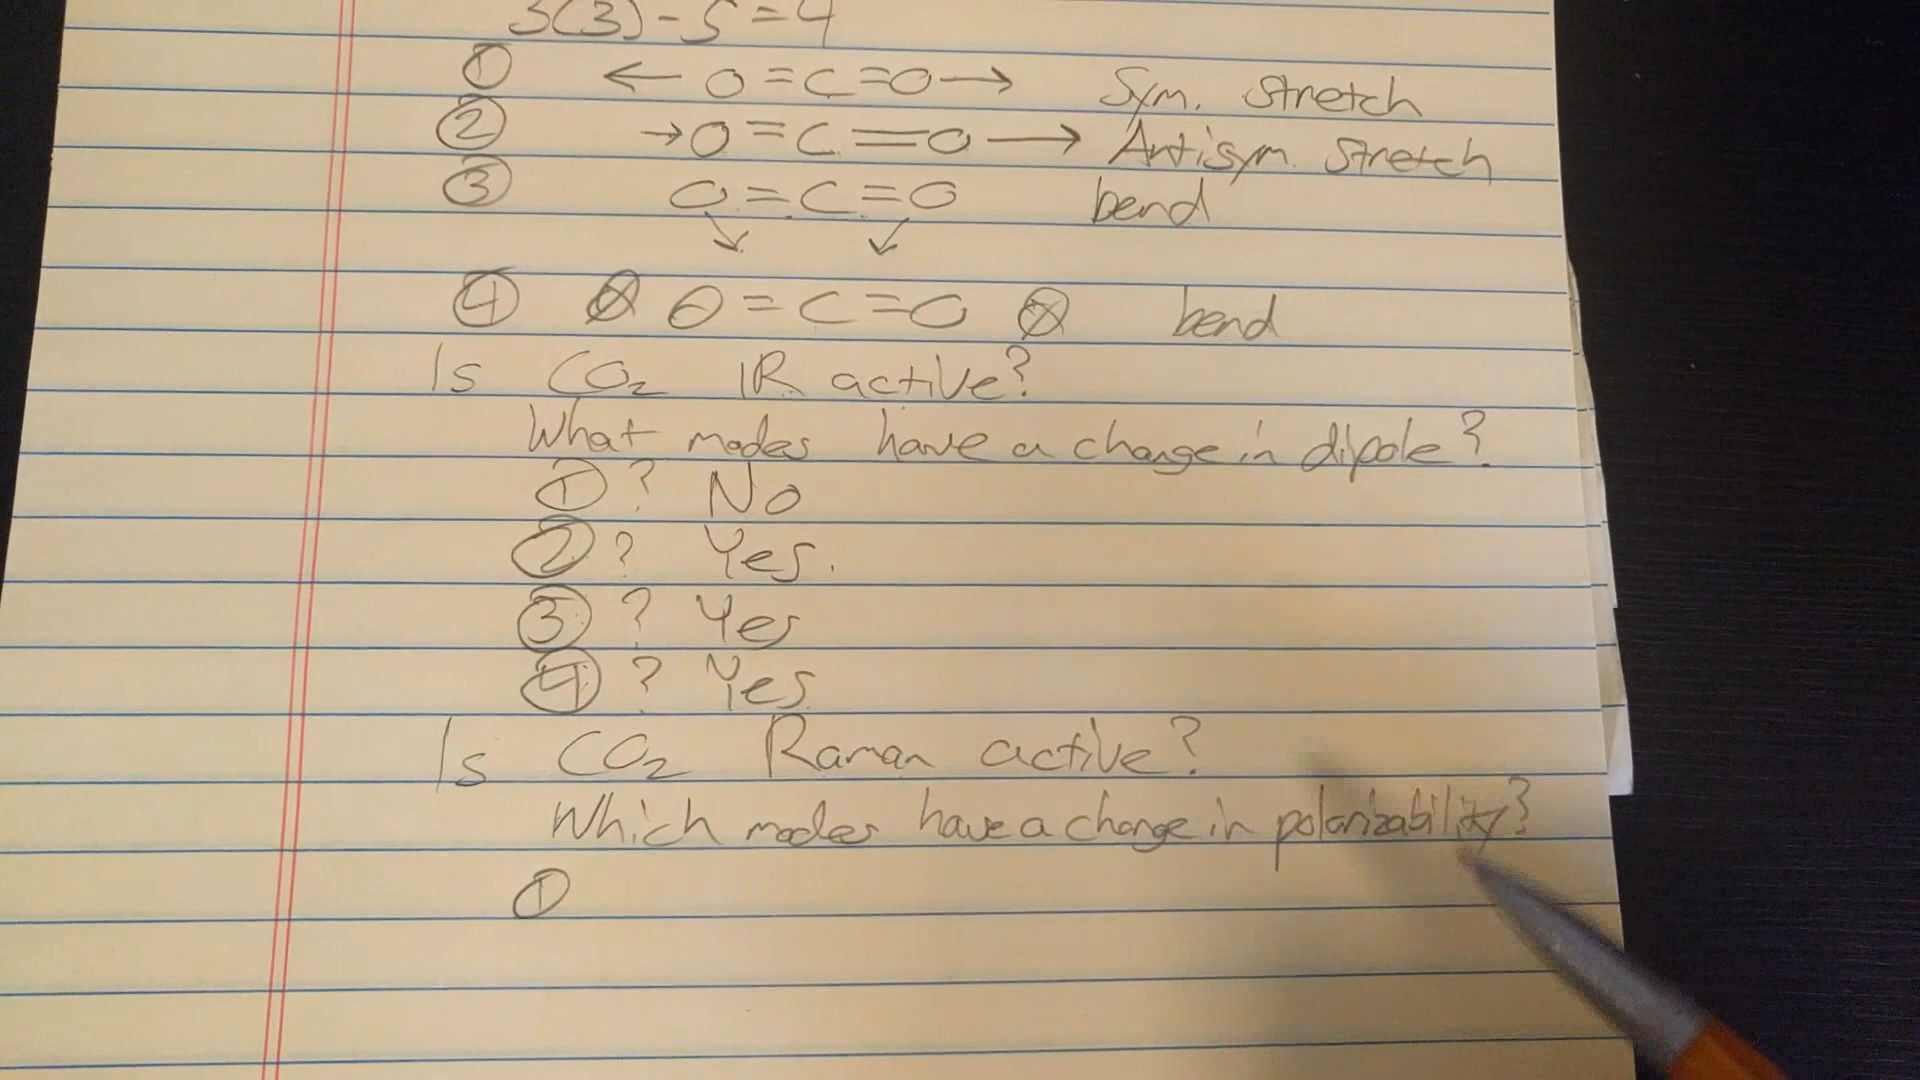 3(3)-5=4
① ← O=C=O → Sym. Stretch
② →O=C=O → Antisym. Stretch
③ O=C=O bend
④ ⊗ O=C=O ⊗ bend
Is CO₂ IR active?
What modes have a change in dipole?
①? No
②? Yes.
③? Yes
④? Yes
Is CO₂ Raman active?
Which modes have a change in polarizability?
①